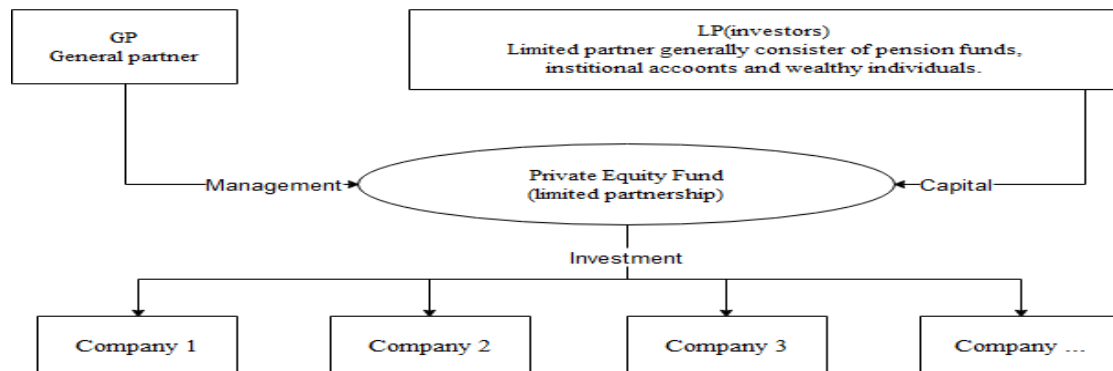 GP
General partner
LP(investors)
Limited partner generally consister of pension funds,
institional accoonts and wealthy individuals.
Management
Private Equity Fund
(limited partnership)
Capital
Investment
Company 1
Company 2
Company 3
Company ...